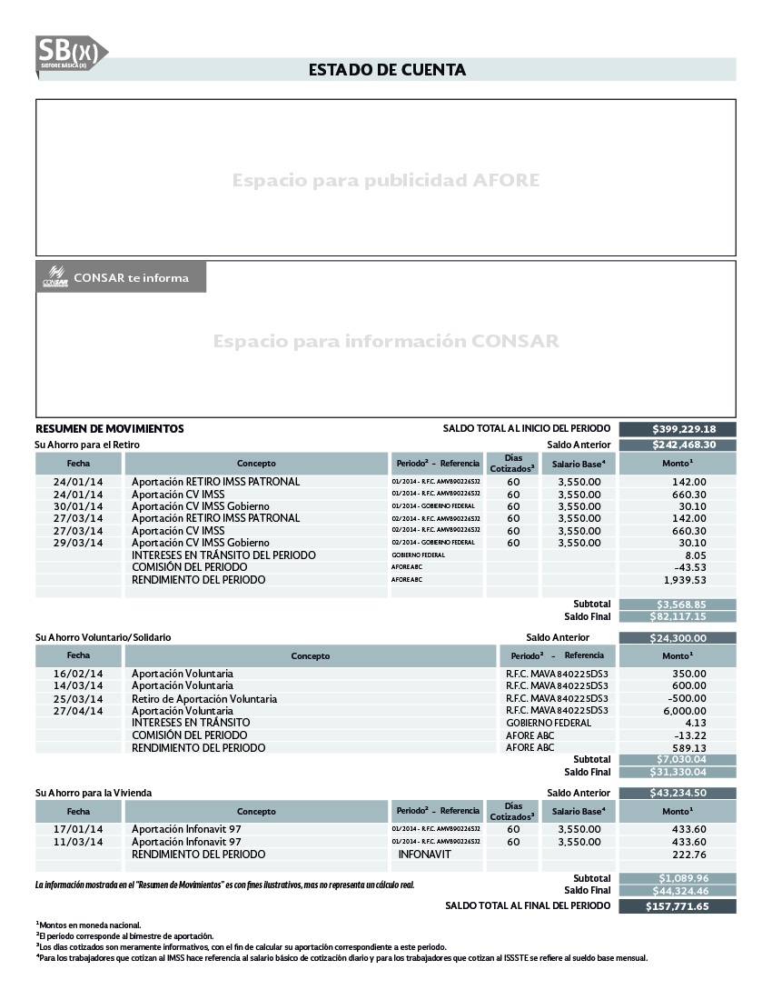 SB(X)
SIEFORE BÁSICA (X)
ESTADO DE CUENTA
Espacio para publicidad AFORE
CONSAR CONSAR te informa
Espacio para información CONSAR
RESUMEN DE MOVIMIENTOS SALDO TOTAL AL INICIO DEL PERIODO $399,229.18
Su Ahorro para el Retiro Saldo Anterior $242,468.30
Fecha Concepto Periodo² – Referencia Días Cotizados³ Salario Base⁴ Monto¹
24/01/14 Aportación RETIRO IMSS PATRONAL 01/2014 - R.F.C. AMV8902265J2 60 3,550.00 142.00
24/01/14 Aportación CV IMSS 01/2014 - R.F.C. AMV8902265J2 60 3,550.00 660.30
30/01/14 Aportación CV IMSS Gobierno 01/2014 - GOBIERNO FEDERAL 60 3,550.00 30.10
27/03/14 Aportación RETIRO IMSS PATRONAL 02/2014 - R.F.C. AMV8902265J2 60 3,550.00 142.00
27/03/14 Aportación CV IMSS 02/2014 - R.F.C. AMV8902265J2 60 3,550.00 660.30
29/03/14 Aportación CV IMSS Gobierno 02/2014 - GOBIERNO FEDERAL 60 3,550.00 30.10
INTERESES EN TRÁNSITO DEL PERIODO GOBIERNO FEDERAL 8.05
COMISIÓN DEL PERIODO AFORE ABC -43.53
RENDIMIENTO DEL PERIODO AFORE ABC 1,939.53
Subtotal $3,568.85
Saldo Final $82,117.15
Su Ahorro Voluntario/Solidario Saldo Anterior $24,300.00
Fecha Concepto Periodo² – Referencia Monto¹
16/02/14 Aportación Voluntaria R.F.C. MAVA840225DS3 350.00
14/03/14 Aportación Voluntaria R.F.C. MAVA840225DS3 600.00
25/03/14 Retiro de Aportación Voluntaria R.F.C. MAVA840225DS3 -500.00
27/04/14 Aportación Voluntaria R.F.C. MAVA840225DS3 6,000.00
INTERESES EN TRÁNSITO GOBIERNO FEDERAL 4.13
COMISIÓN DEL PERIODO AFORE ABC -13.22
RENDIMIENTO DEL PERIODO AFORE ABC 589.13
Subtotal $7,030.04
Saldo Final $31,330.04
Su Ahorro para la Vivienda Saldo Anterior $43,234.50
Fecha Concepto Periodo² – Referencia Días Cotizados³ Salario Base⁴ Monto¹
17/01/14 Aportación Infonavit 97 01/2014 - R.F.C. AMV8902265J2 60 3,550.00 433.60
11/03/14 Aportación Infonavit 97 01/2014 - R.F.C. AMV8902265J2 60 3,550.00 433.60
RENDIMIENTO DEL PERIODO INFONAVIT 222.76
Subtotal $1,089.96
La información mostrada en el "Resumen de Movimientos" es con fines ilustrativos, mas no representa un cálculo real. Saldo Final $44,324.46
SALDO TOTAL AL FINAL DEL PERIODO $157,771.65
¹Montos en moneda nacional.
²El periodo corresponde al bimestre de aportación.
³Los días cotizados son meramente informativos, con el fin de calcular su aportación correspondiente a este periodo.
⁴Para los trabajadores que cotizan al IMSS hace referencia al salario básico de cotización diario y para los trabajadores que cotizan al ISSSTE se refiere al sueldo base mensual.